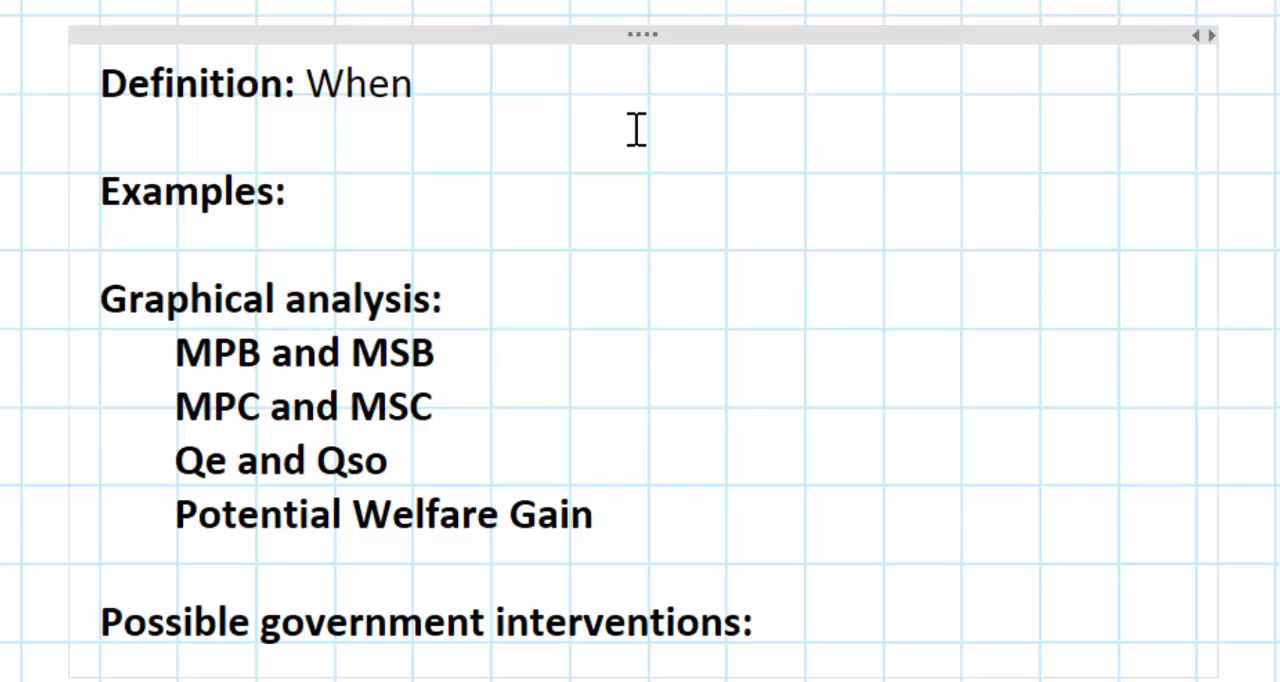 Definition: When
Examples:
Graphical analysis:
MPB and MSB
MPC and MSC
Qe and Qso
Potential Welfare Gain
Possible government interventions: